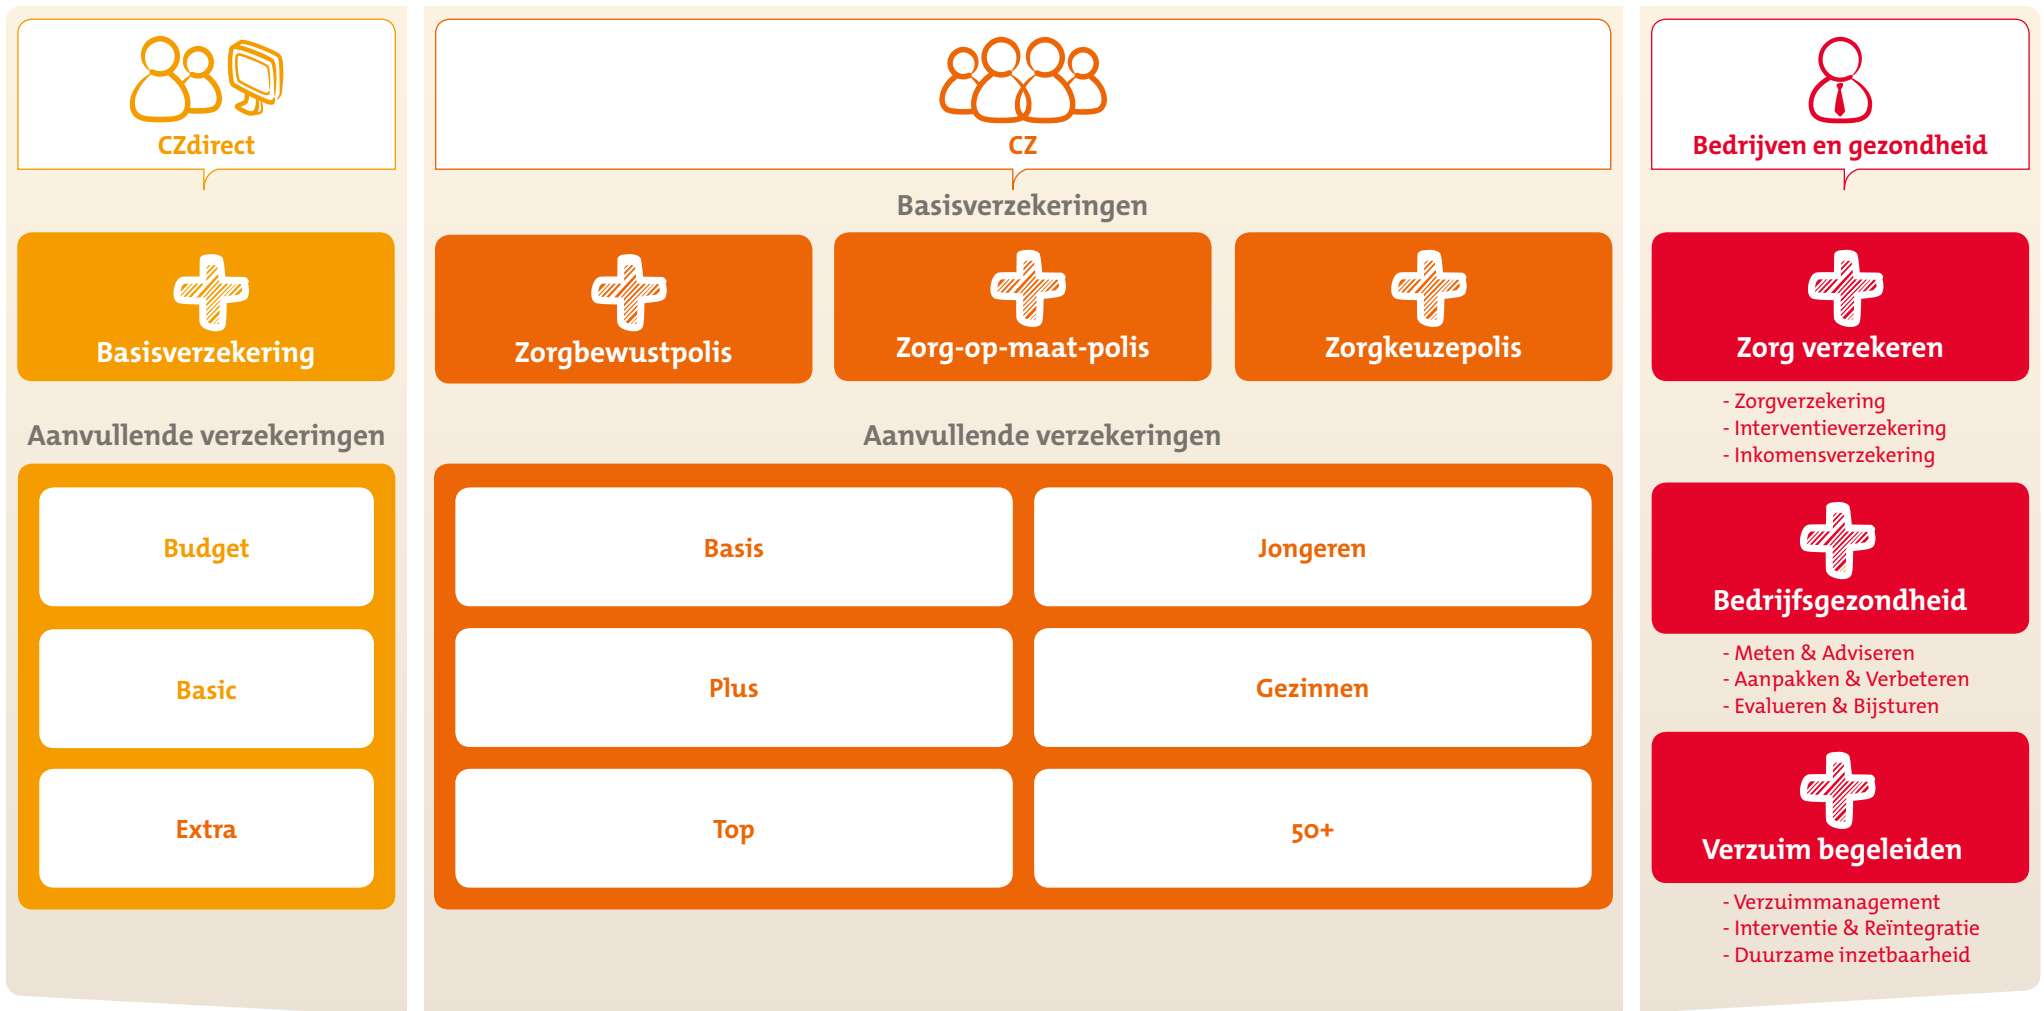 CZdirect
Basisverzekering
Aanvullende verzekeringen
Budget
Basic
Extra
CZ
Basisverzekeringen
Zorgbewustpolis
Zorg-op-maat-polis
Zorgkeuzepolis
Aanvullende verzekeringen
Basis
Jongeren
Plus
Gezinnen
Top
50+
Bedrijven en gezondheid
Zorg verzekeren
- Zorgverzekering
- Interventieverzekering
- Inkomensverzekering
Bedrijfsgezondheid
- Meten & Adviseren
- Aanpakken & Verbeteren
- Evalueren & Bijsturen
Verzuim begeleiden
- Verzuimmanagement
- Interventie & Reïntegratie
- Duurzame inzetbaarheid